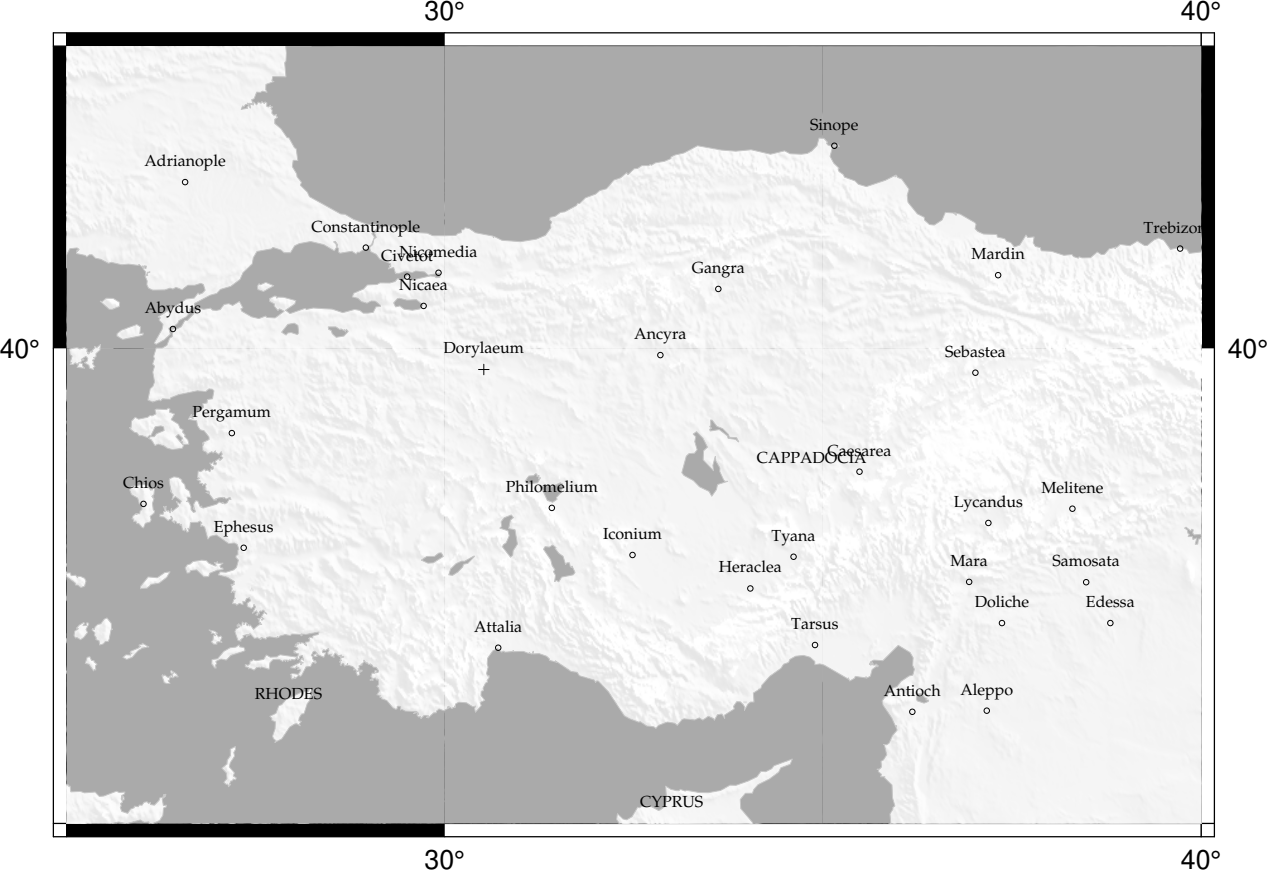 30°
40°
Sinope
Adrianople
Constantinople
Trebizon
Nicomedia
Civetot
Mardin
Gangra
Nicaea
Abydus
Ancyra
40°
Dorylaeum
40°
Sebastea
Pergamum
Caesarea
CAPPADOCIA
Chios
Philomelium
Melitene
Lycandus
Ephesus
Iconium
Tyana
Heraclea
Mara
Samosata
Doliche
Edessa
Attalia
Tarsus
RHODES
Antioch
Aleppo
CYPRUS
30°
40°